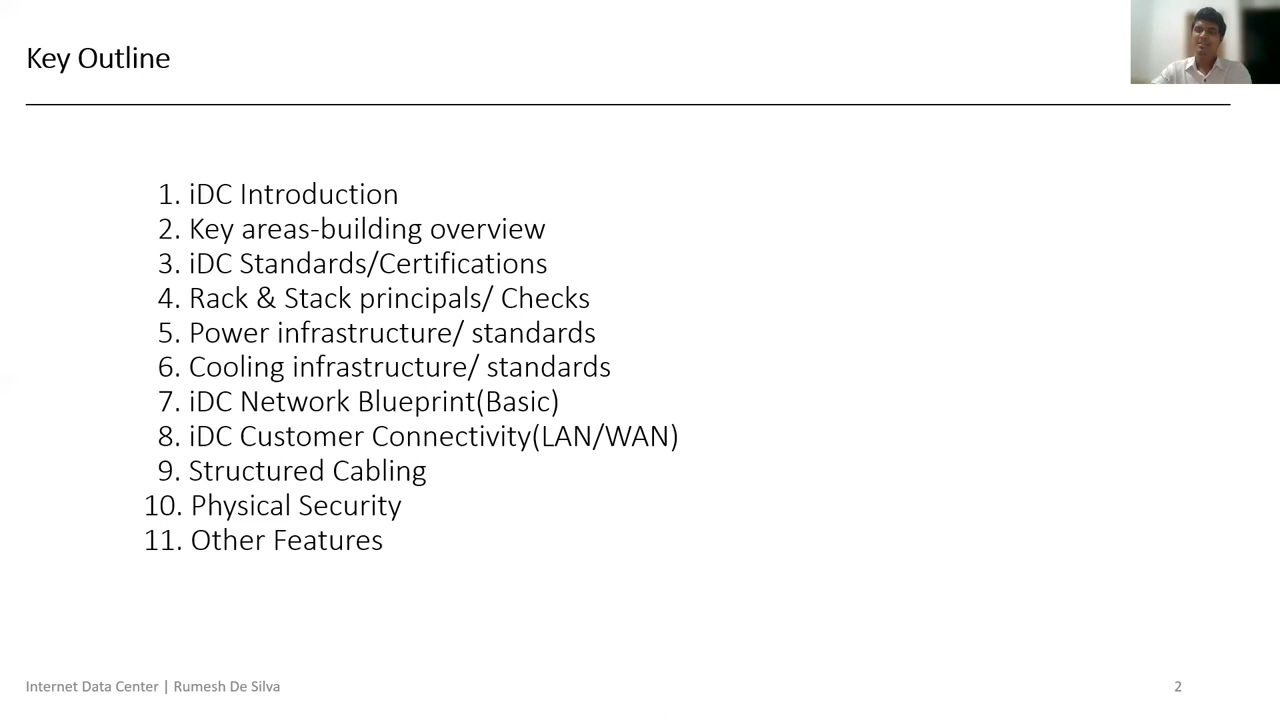 Key Outline
1. iDC Introduction
2. Key areas-building overview
3. iDC Standards/Certifications
4. Rack & Stack principals/ Checks
5. Power infrastructure/ standards
6. Cooling infrastructure/ standards
7. iDC Network Blueprint(Basic)
8. iDC Customer Connectivity(LAN/WAN)
9. Structured Cabling
10. Physical Security
11. Other Features
Internet Data Center | Rumesh De Silva
2